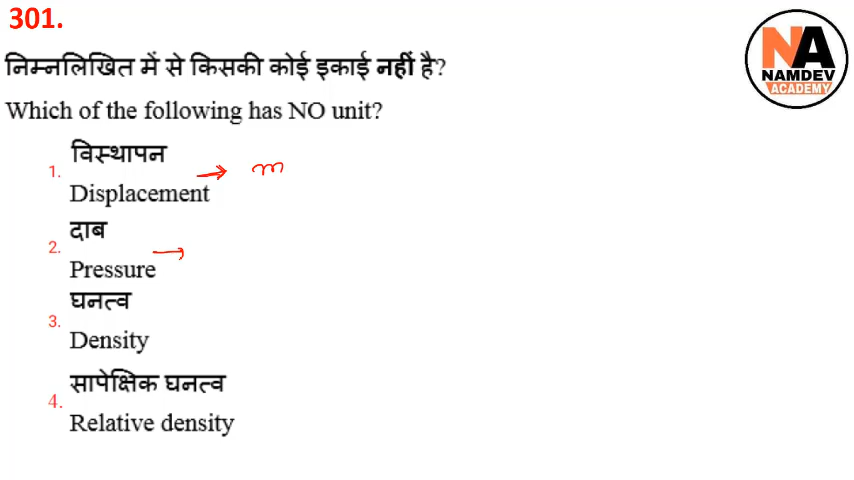 301.
NA
NAMDEV
ACADEMY
निम्नलिखित में से किसकी कोई इकाई नहीं है?
Which of the following has NO unit?
विस्थापन
1.
Displacement → m
दाब
2.
Pressure →
घनत्व
3.
Density
सापेक्षिक घनत्व
4.
Relative density